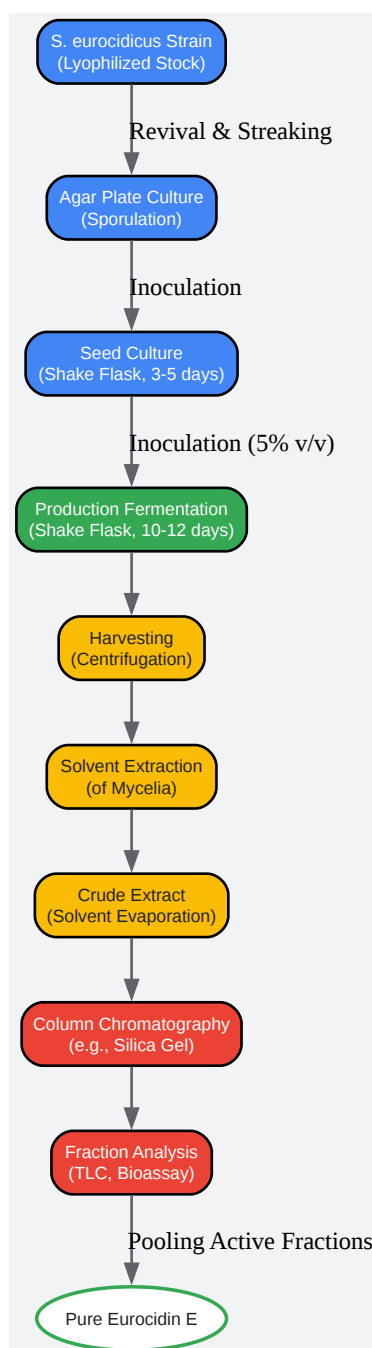 S. eurocidicus Strain
(Lyophilized Stock)
Revival & Streaking
Agar Plate Culture
(Sporulation)
Inoculation
Seed Culture
(Shake Flask, 3-5 days)
Inoculation (5% v/v)
Production Fermentation
(Shake Flask, 10-12 days)
Harvesting
(Centrifugation)
Solvent Extraction
(of Mycelia)
Crude Extract
(Solvent Evaporation)
Column Chromatography
(e.g., Silica Gel)
Fraction Analysis
(TLC, Bioassay)
Pooling Active Fractions
Pure Eurocidin E